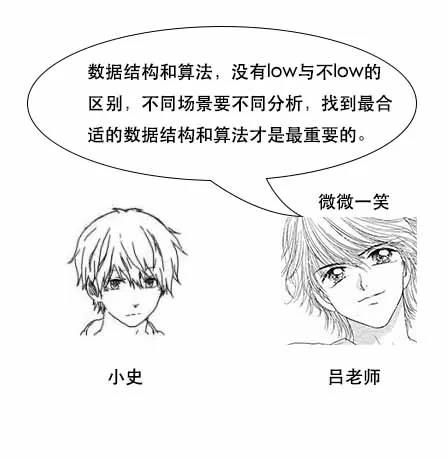 数据结构和算法，没有low与不low的
区别，不同场景要不同分析，找到最合
适的数据结构和算法才是最重要的。
微微一笑
小史
吕老师